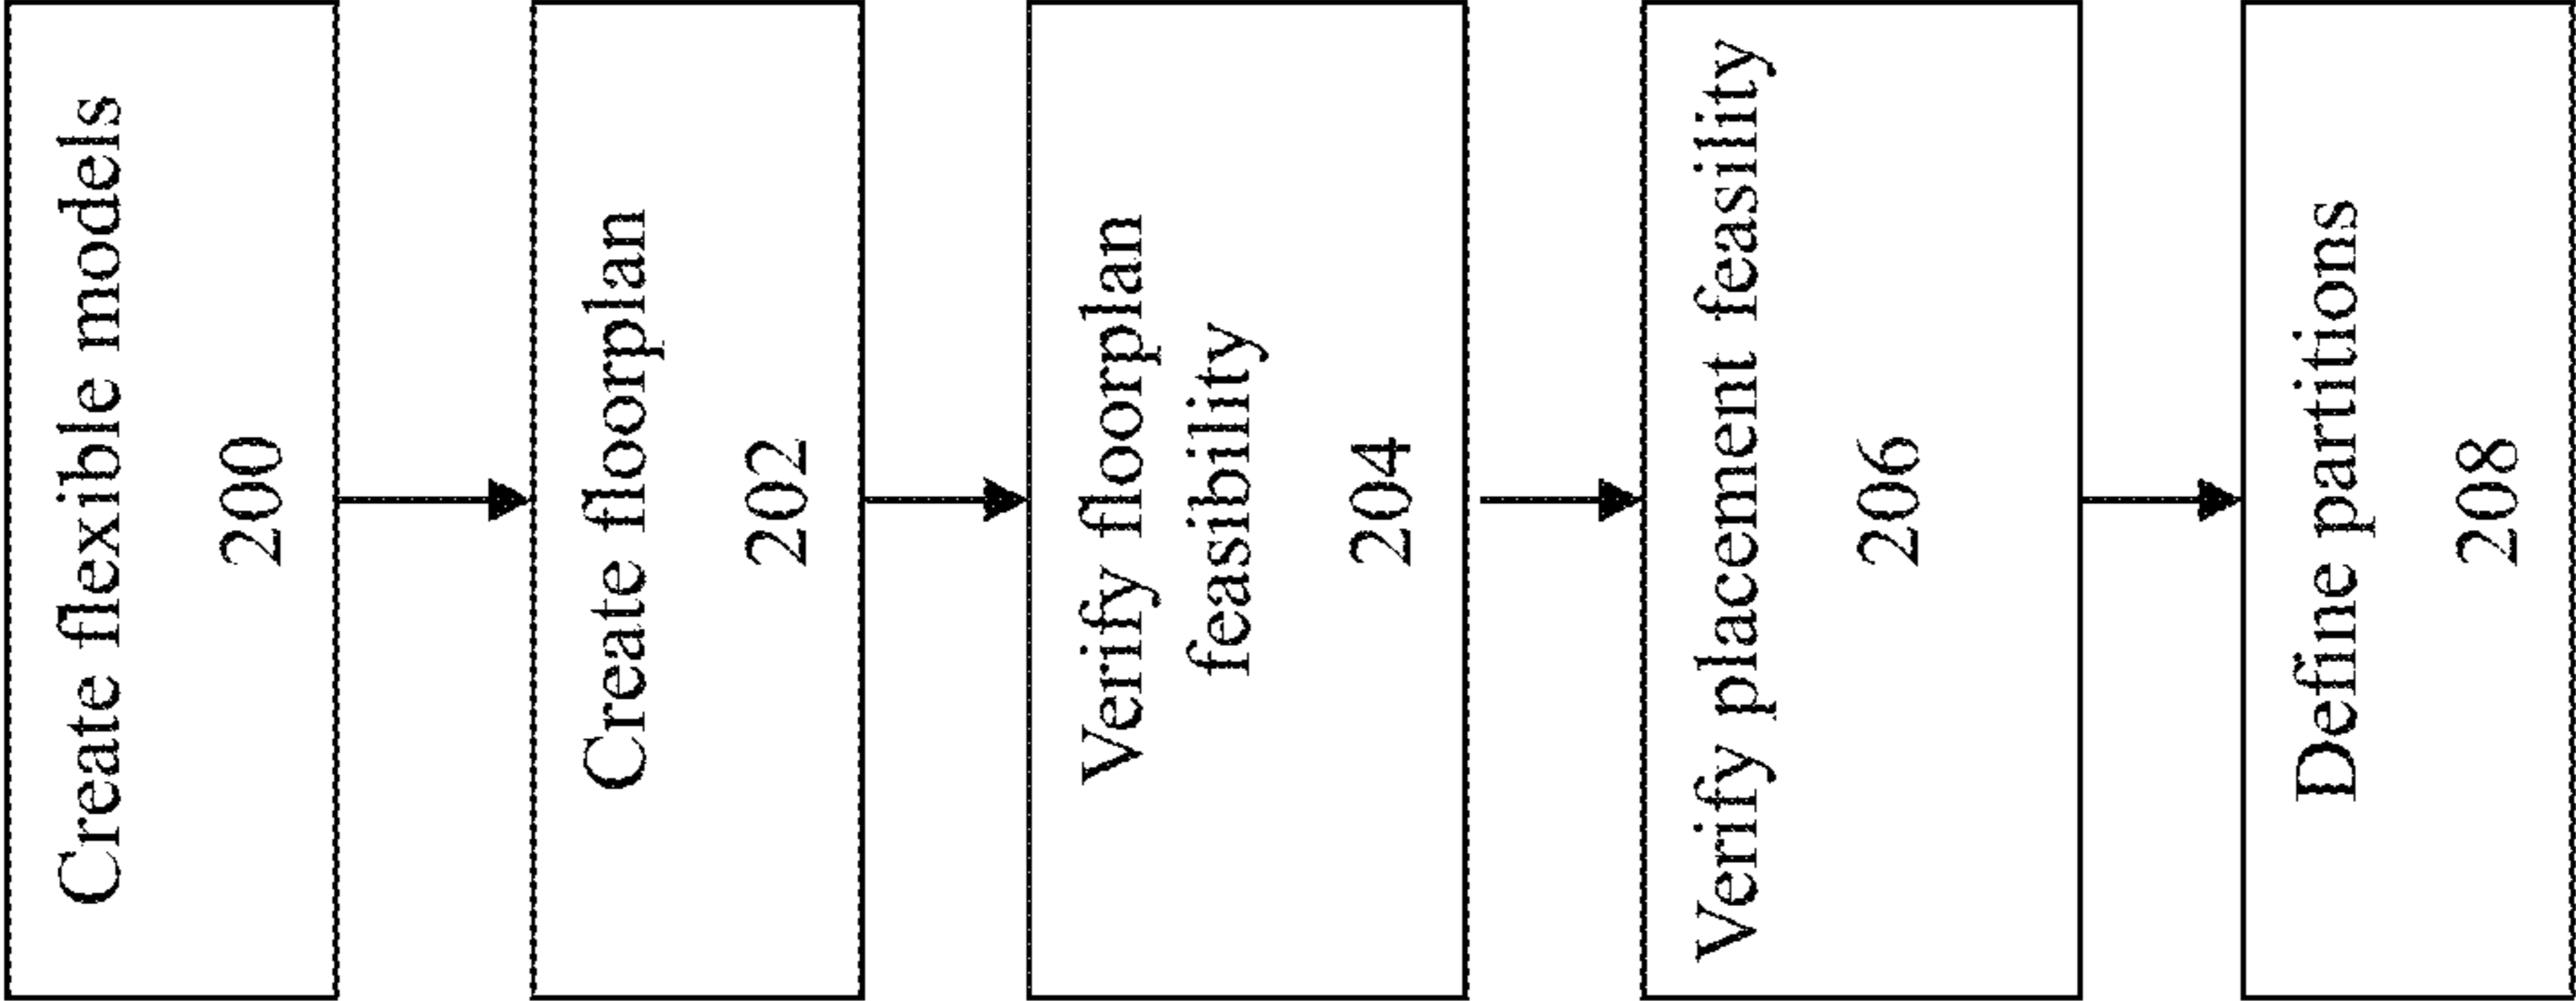 Create flexible models
200
Create floorplan
202
Verify floorplan
feasibility
204
Verify placement feasility
206
Define partitions
208